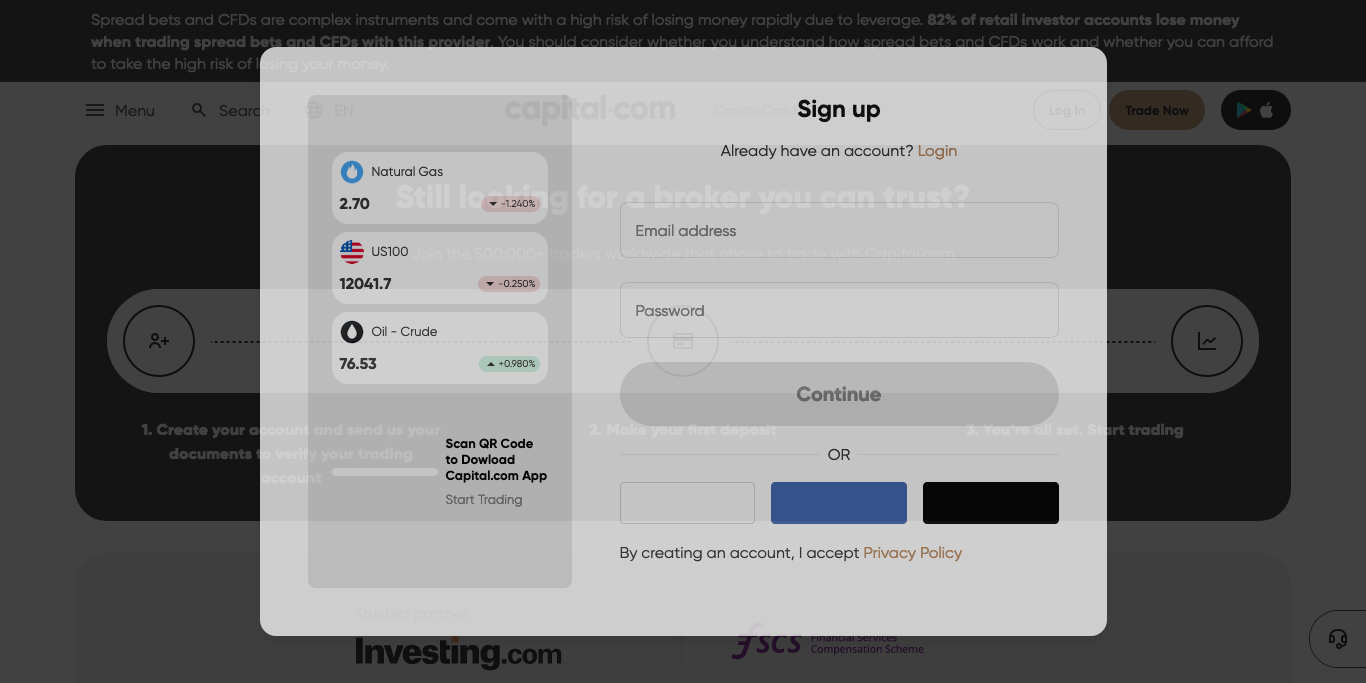 Spread bets and CFDs are complex instruments and come with a high risk of losing money rapidly due to leverage. 82% of retail investor accounts lose money
when trading spread bets and CFDs with this provider. You should consider whether you understand how spread bets and CFDs work and whether you can afford
to take the high risk of losing your money.
Menu
Search
EN
capital.com
Capital Com
Log In
Trade Now
Sign up
Already have an account? Login
Still looking for a broker you can trust?
Join the 500.000+ traders worldwide that chose to trade with Capital.com
Natural Gas
2.70
-1.240%
US100
12041.7
-0.250%
Oil - Crude
76.53
+0.980%
Email address
Password
Continue
1. Create your account and send us your
documents to verify your trading
account
2. Make your first deposit
3. You're all set. Start trading
Scan QR Code
to Dowload
Capital.com App
Start Trading
OR
By creating an account, I accept Privacy Policy
Trusted partner
Investing.com
fscs
Financial Services
Compensation Scheme